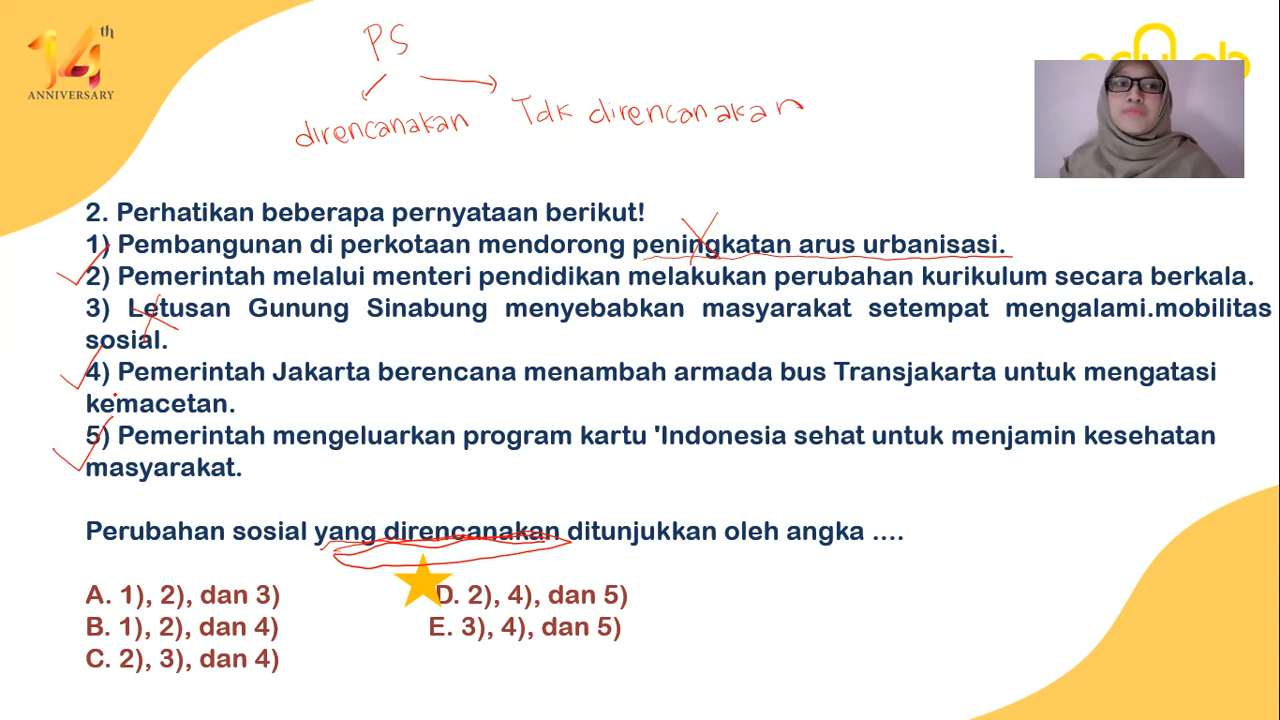 14th
ANNIVERSARY
PS
direncanakan
Tdk direncanakan
2. Perhatikan beberapa pernyataan berikut!
1) Pembangunan di perkotaan mendorong peningkatan arus urbanisasi.
2) Pemerintah melalui menteri pendidikan melakukan perubahan kurikulum secara berkala.
3) Letusan Gunung Sinabung menyebabkan masyarakat setempat mengalami.mobilitas
sosial.
4) Pemerintah Jakarta berencana menambah armada bus Transjakarta untuk mengatasi
kemacetan.
5) Pemerintah mengeluarkan program kartu 'Indonesia sehat untuk menjamin kesehatan
masyarakat.
Perubahan sosial yang direncanakan ditunjukkan oleh angka ....
A. 1), 2), dan 3)
D. 2), 4), dan 5)
B. 1), 2), dan 4)
E. 3), 4), dan 5)
C. 2), 3), dan 4)